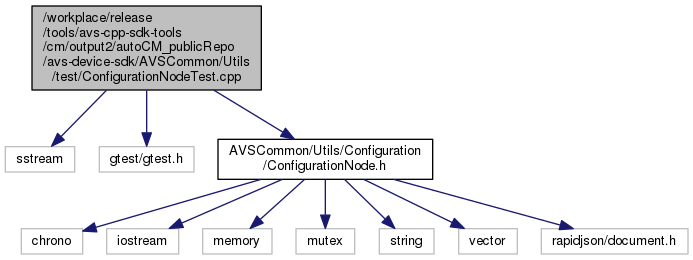 /workplace/release
/tools/avs-cpp-sdk-tools
/cm/output2/autoCM_publicRepo
/avs-device-sdk/AVSCommon/Utils
/test/ConfigurationNodeTest.cpp
sstream
gtest/gtest.h
AVSCommon/Utils/Configuration
/ConfigurationNode.h
chrono
iostream
memory
mutex
string
vector
rapidjson/document.h